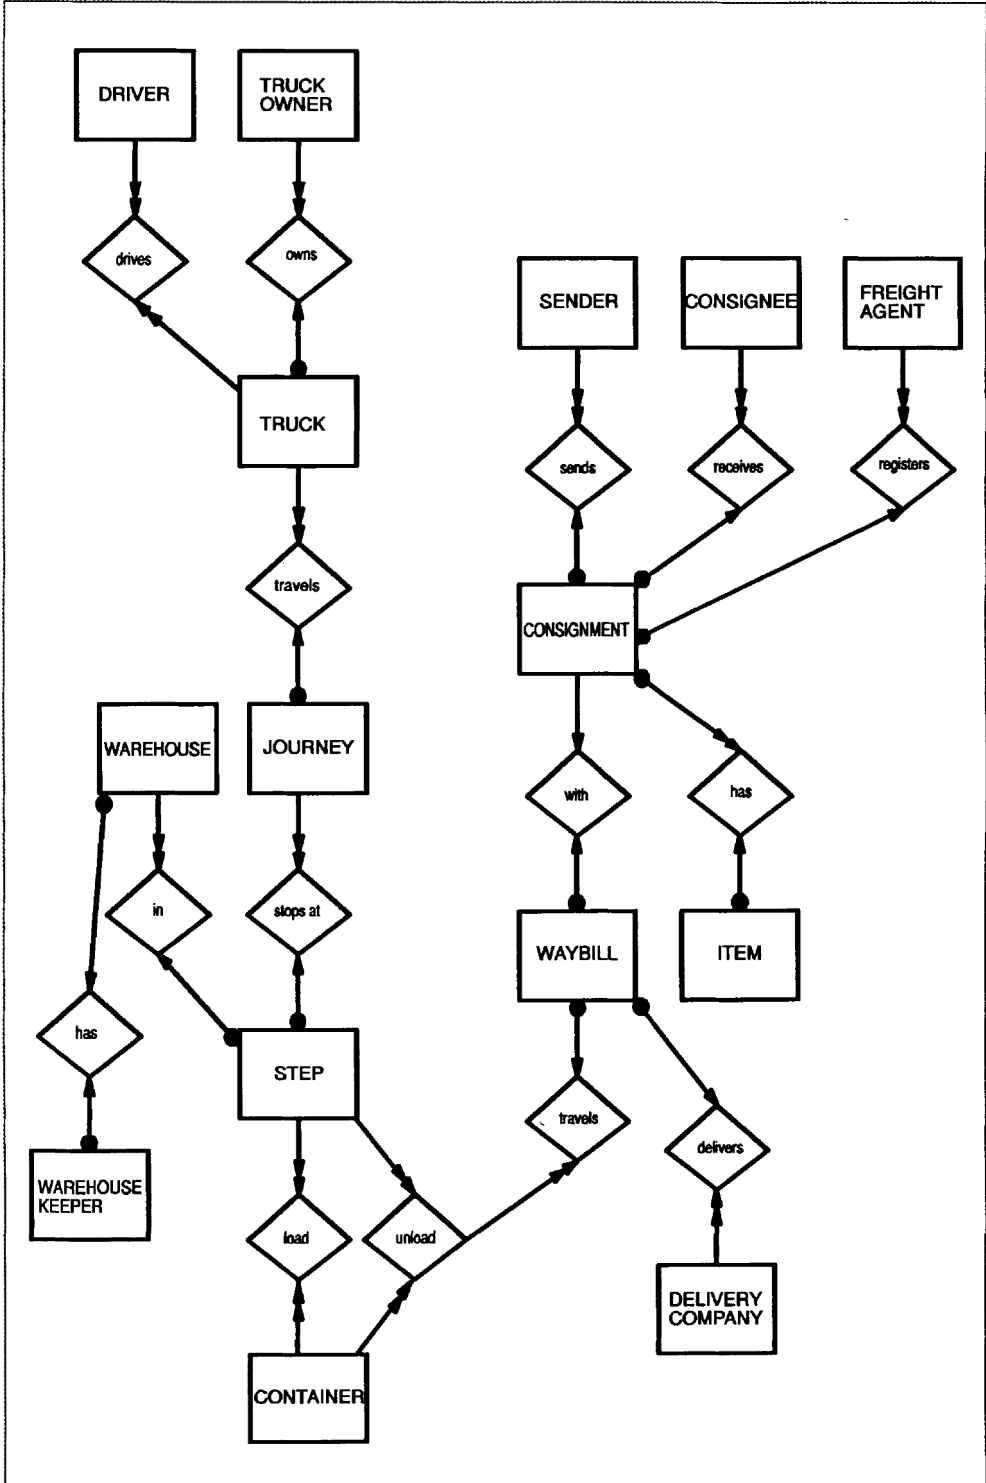 DRIVER
TRUCK
OWNER
drives
owns
SENDER
CONSIGNEE
FREIGHT
AGENT
TRUCK
sends
receives
registers
travels
CONSIGNMENT
WAREHOUSE
JOURNEY
with
has
in
stops at
WAYBILL
ITEM
has
STEP
travels
delivers
WAREHOUSE
KEEPER
load
unload
DELIVERY
COMPANY
CONTAINER